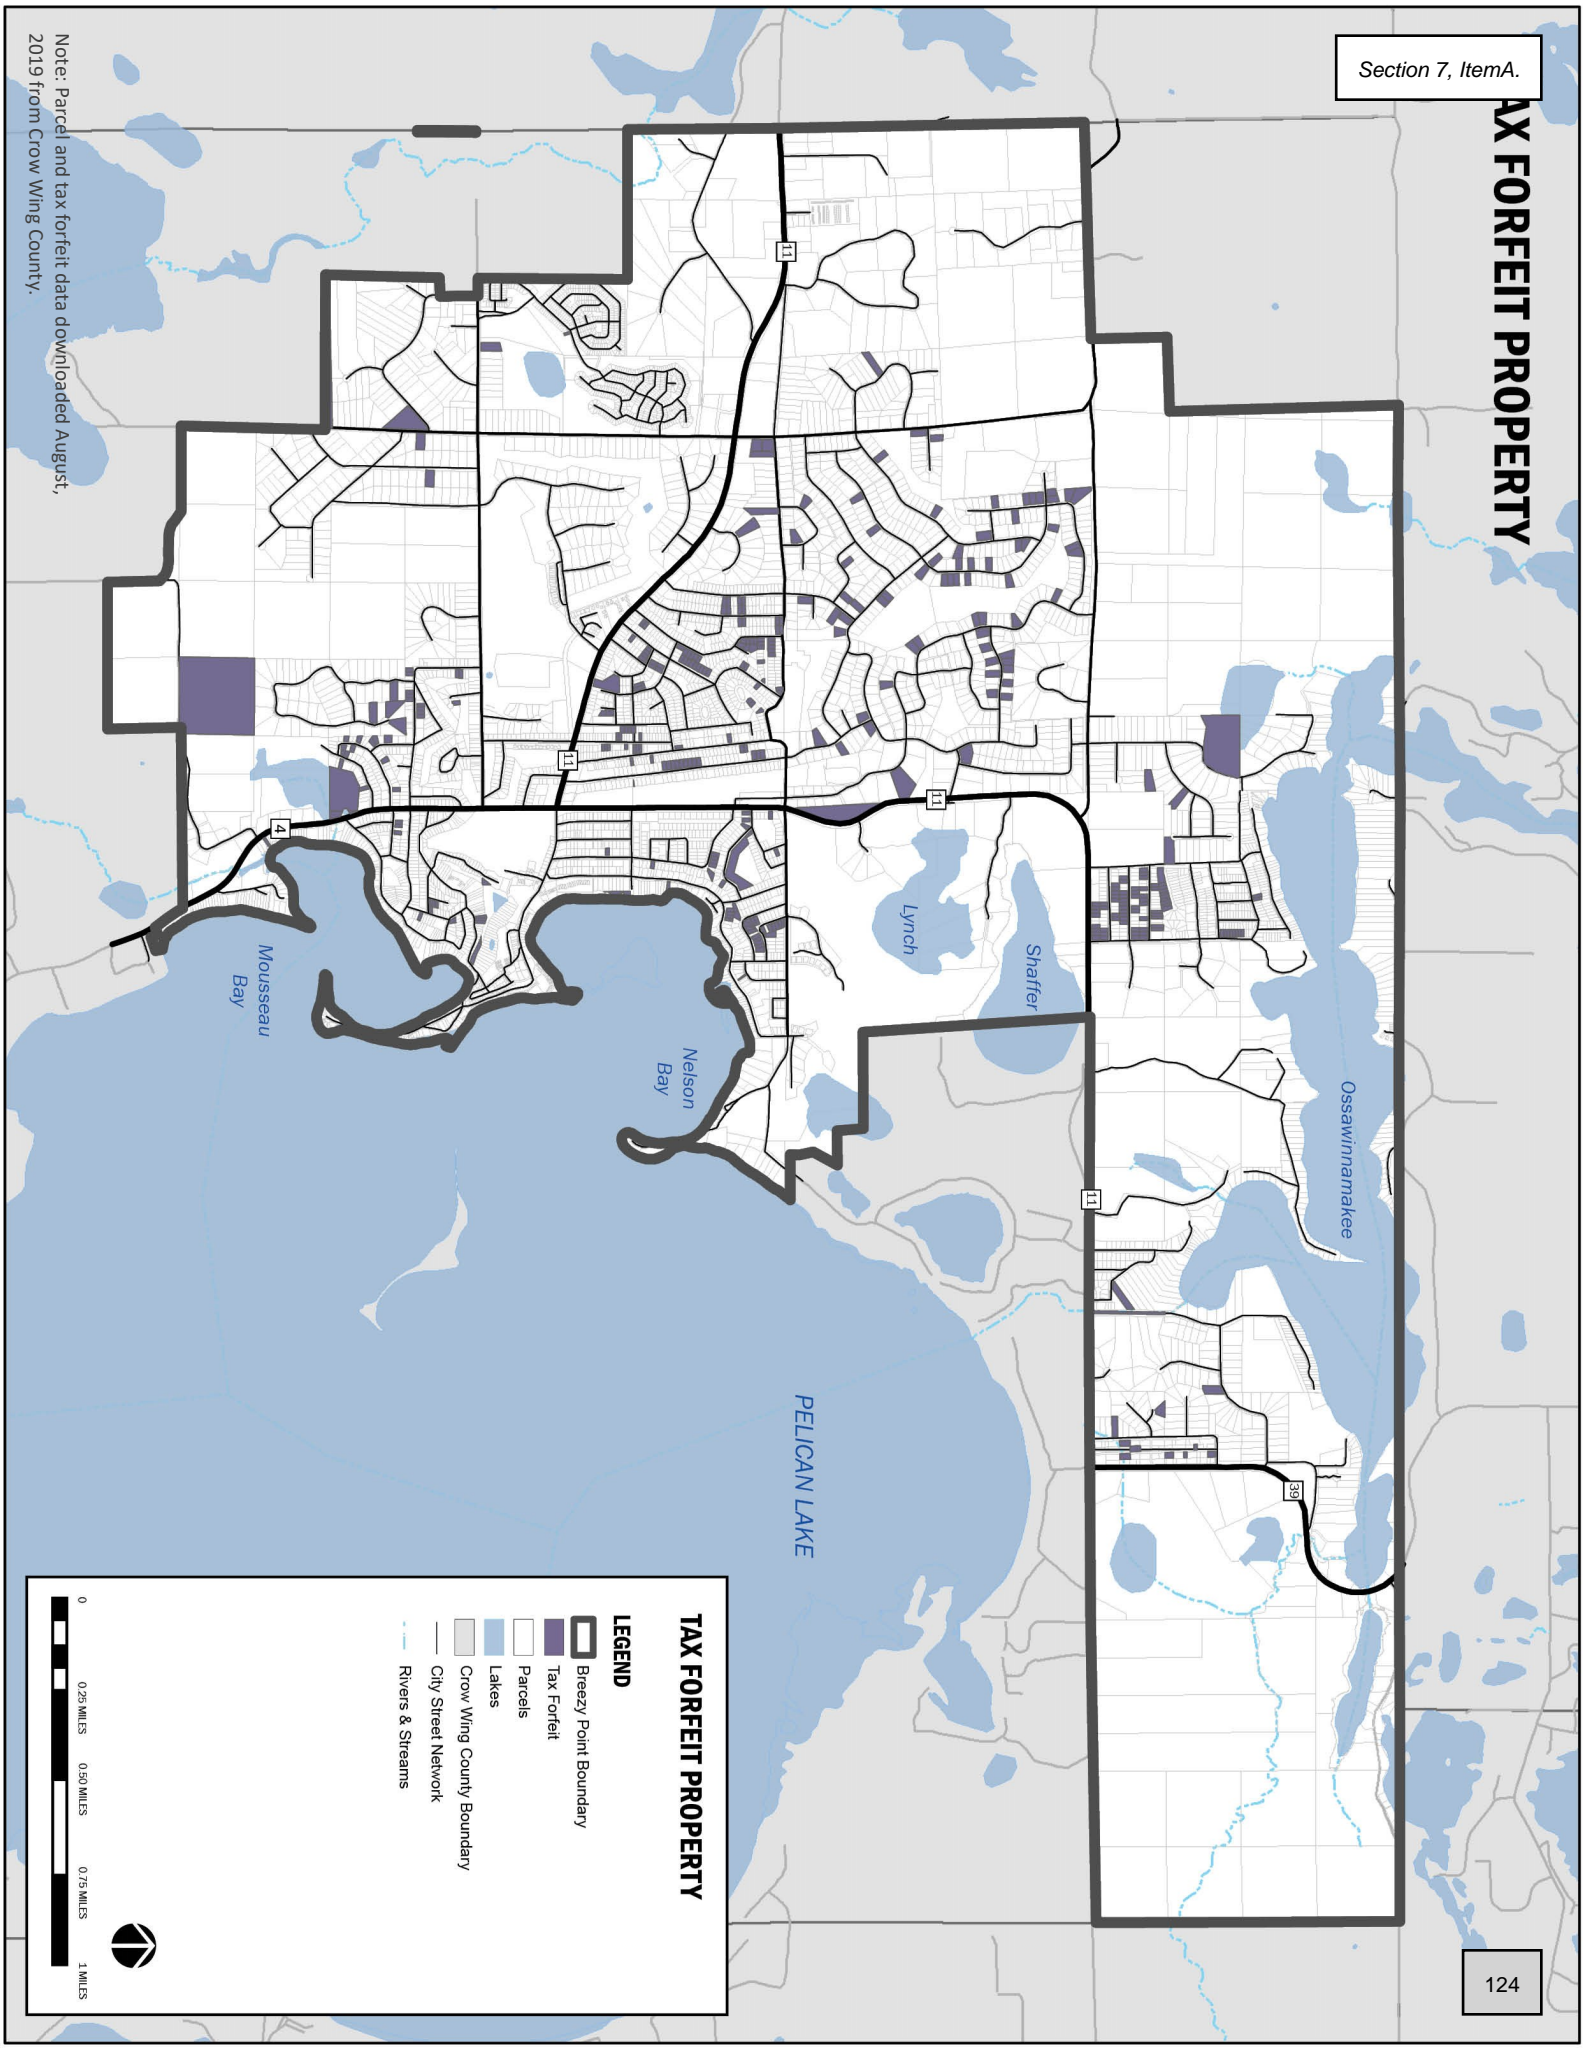 Section 7, ItemA.
AX FORFEIT PROPERTY
Note: Parcel and tax forfeit data downloaded August,
2019 from Crow Wing County.
11
11
11
11
4
39
Lynch
Shaffer
Ossawinnamakee
Mousseau
Bay
Nelson
Bay
PELICAN LAKE
TAX FORFEIT PROPERTY
LEGEND
Breezy Point Boundary
Tax Forfeit
Parcels
Lakes
Crow Wing County Boundary
City Street Network
Rivers & Streams
0 0.25 MILES 0.50 MILES 0.75 MILES 1 MILES
124